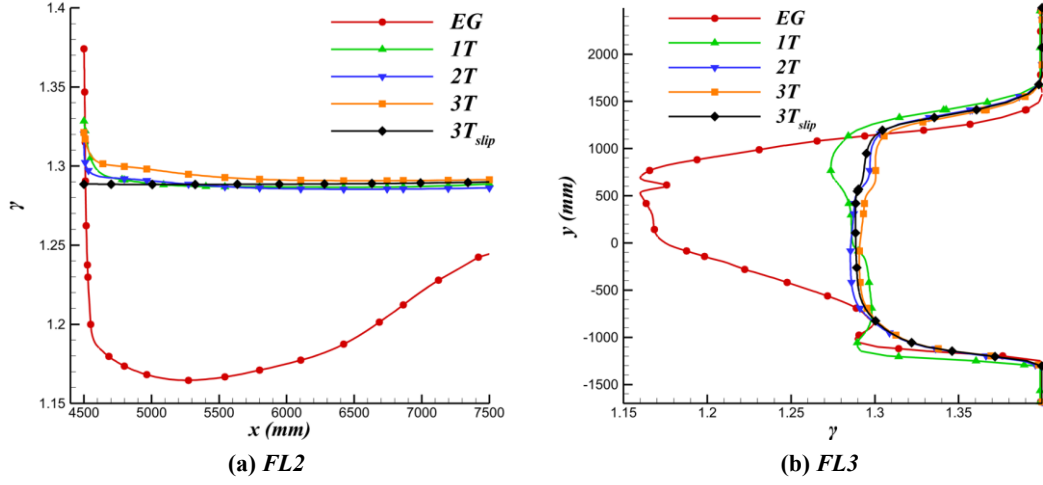 1.4
1.35
1.3
1.25
1.2
1.15
γ
EG
1T
2T
3T
3Tslip
4500 5000 5500 6000 6500 7000 7500
x (mm)
(a) FL2
2000
1500
1000
500
0
-500
-1000
-1500
y (mm)
EG
1T
2T
3T
3Tslip
1.15 1.2 1.25 1.3 1.35
γ
(b) FL3